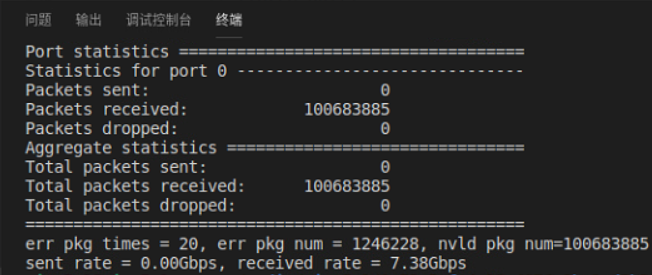 问题 输出 调试控制台 终端
Port statistics ====================================
Statistics for port 0 ------------------------------
Packets sent: 0
Packets received: 100683885
Packets dropped: 0
Aggregate statistics ===============================
Total packets sent: 0
Total packets received: 100683885
Total packets dropped: 0
====================================================
err pkg times = 20, err pkg num = 1246228, nvld pkg num=100683885
sent rate = 0.00Gbps, received rate = 7.38Gbps